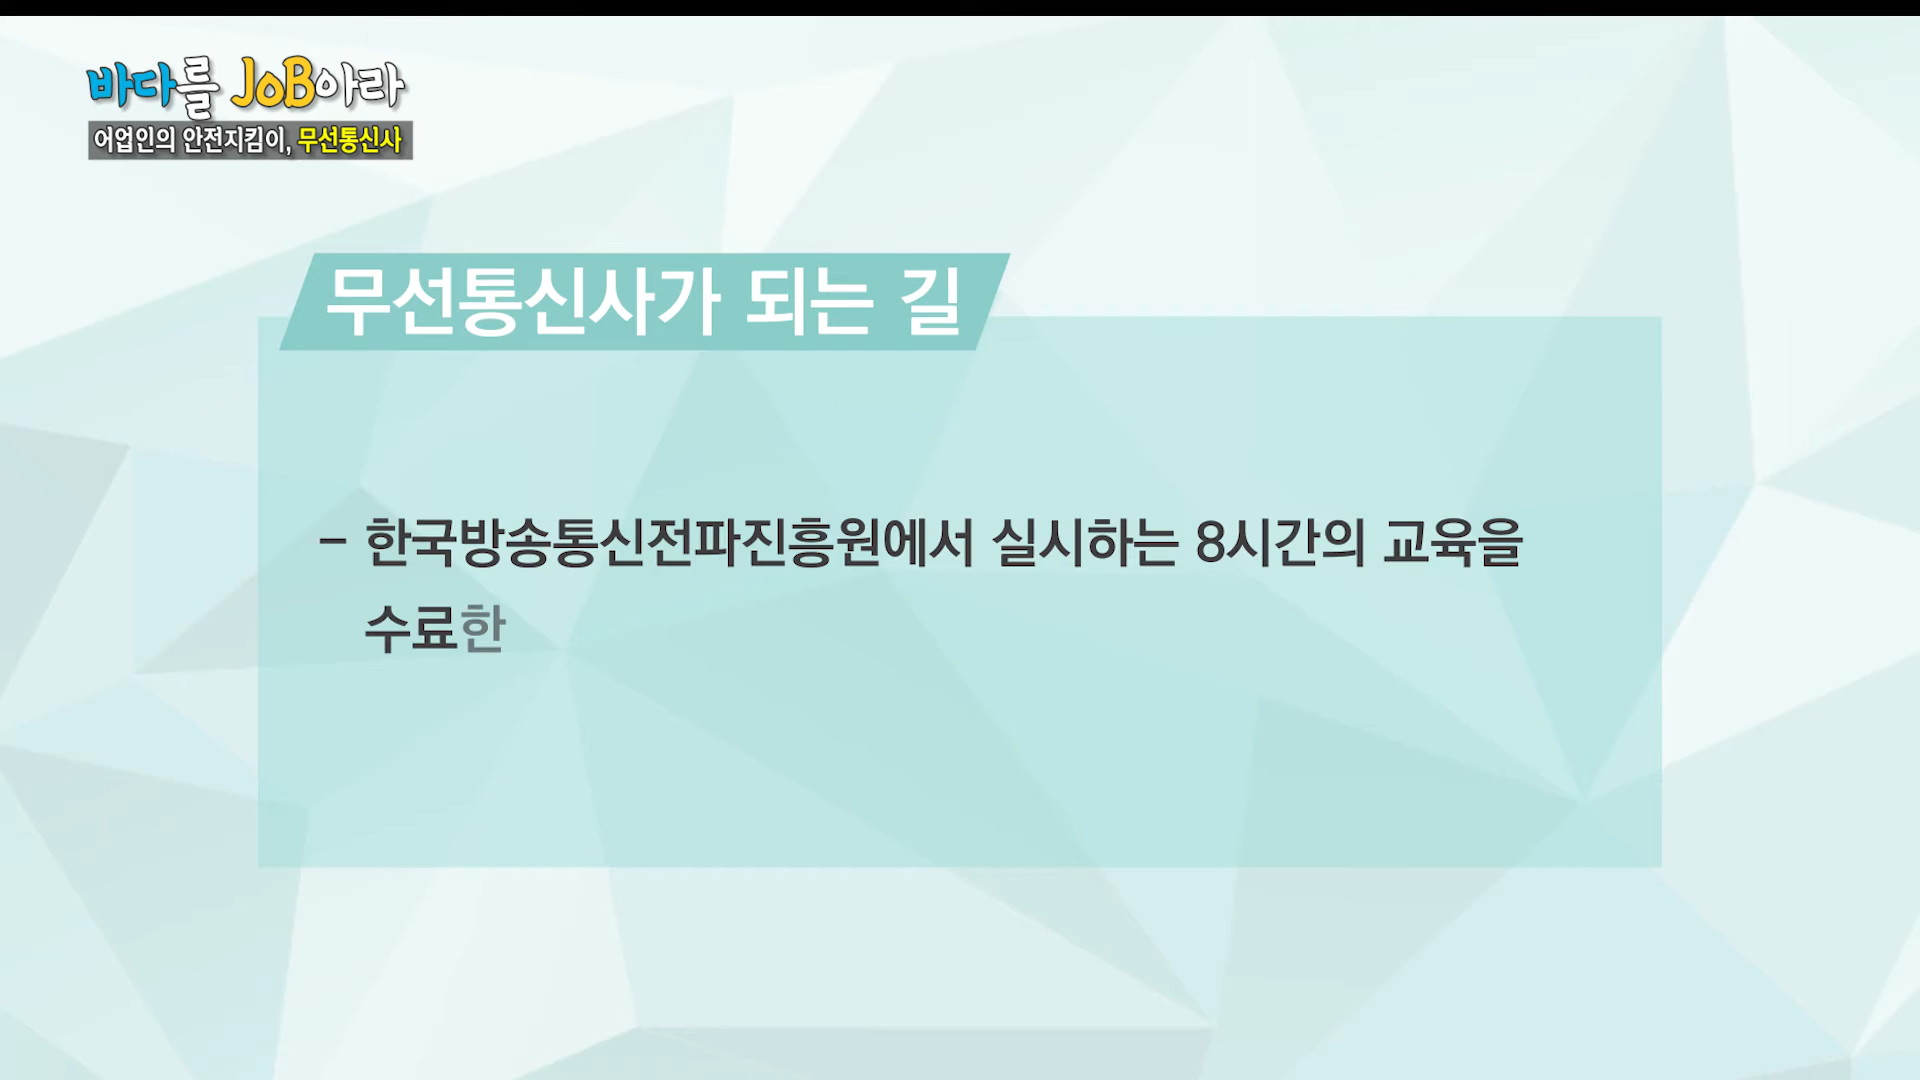 바다를 JOB아라
어업인의 안전지킴이, 무선통신사
무선통신사가 되는 길
- 한국방송통신전파진흥원에서 실시하는 8시간의 교육을
수료한